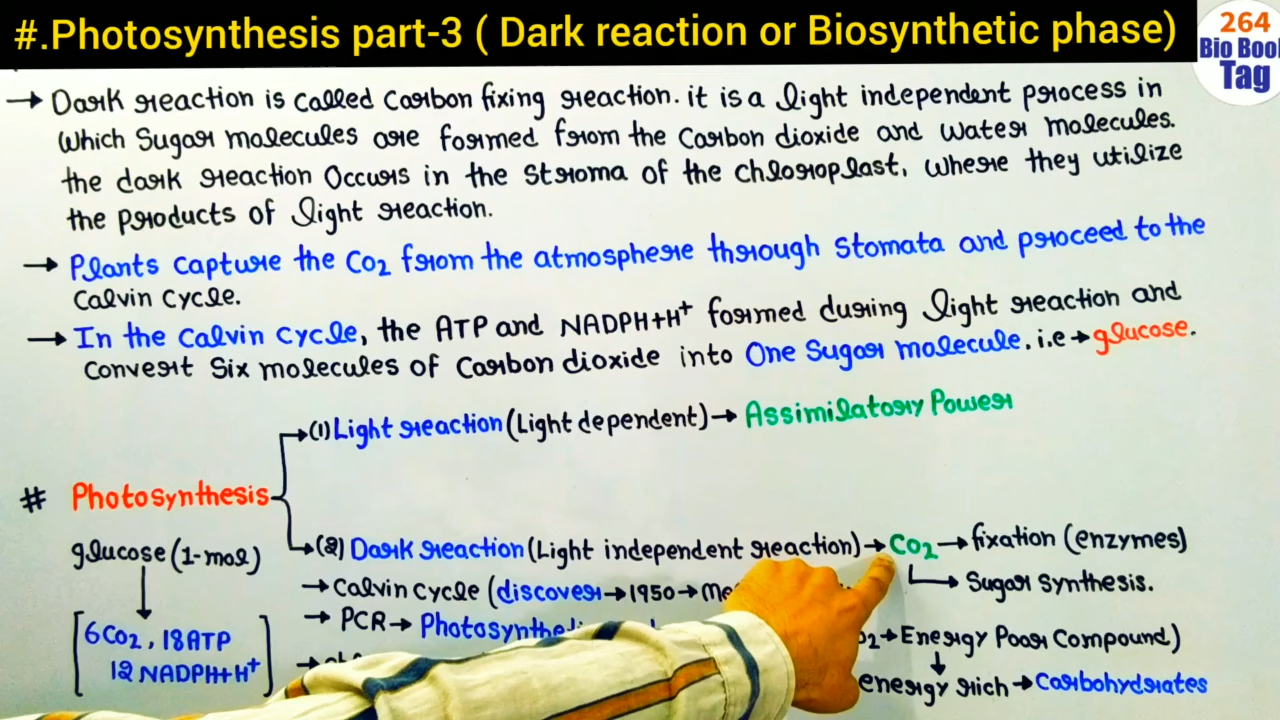 #.Photosynthesis part-3 ( Dark reaction or Biosynthetic phase)
264
Bio Book
Tag
→ Dark reaction is called Carbon fixing reaction. it is a light independent process in
which Sugar molecules are formed from the Carbon dioxide and water molecules.
the dark reaction Occurs in the Stroma of the chloroplast, where they utilize
the products of light reaction.
→ Plants capture the CO2 from the atmosphere through Stomata and proceed to the
Calvin Cycle.
→ In the Calvin cycle, the ATP and NADPH+H+ formed during light reaction and
Convert Six molecules of Carbon dioxide into One Sugar molecule. i.e → glucose.
→ (1) Light reaction (Light dependent) → Assimilatory Power
# Photosynthesis
→ (2) Dark reaction (Light independent reaction) → CO2 → fixation (enzymes)
→ Sugar synthesis.
glucose (1-mol)
[6CO2, 18ATP
12 NADPH+H+]
→ Calvin cycle (discover → 1950 →
→ PCR →
→ Energy Poor Compound)
energy rich → Carbohydrates